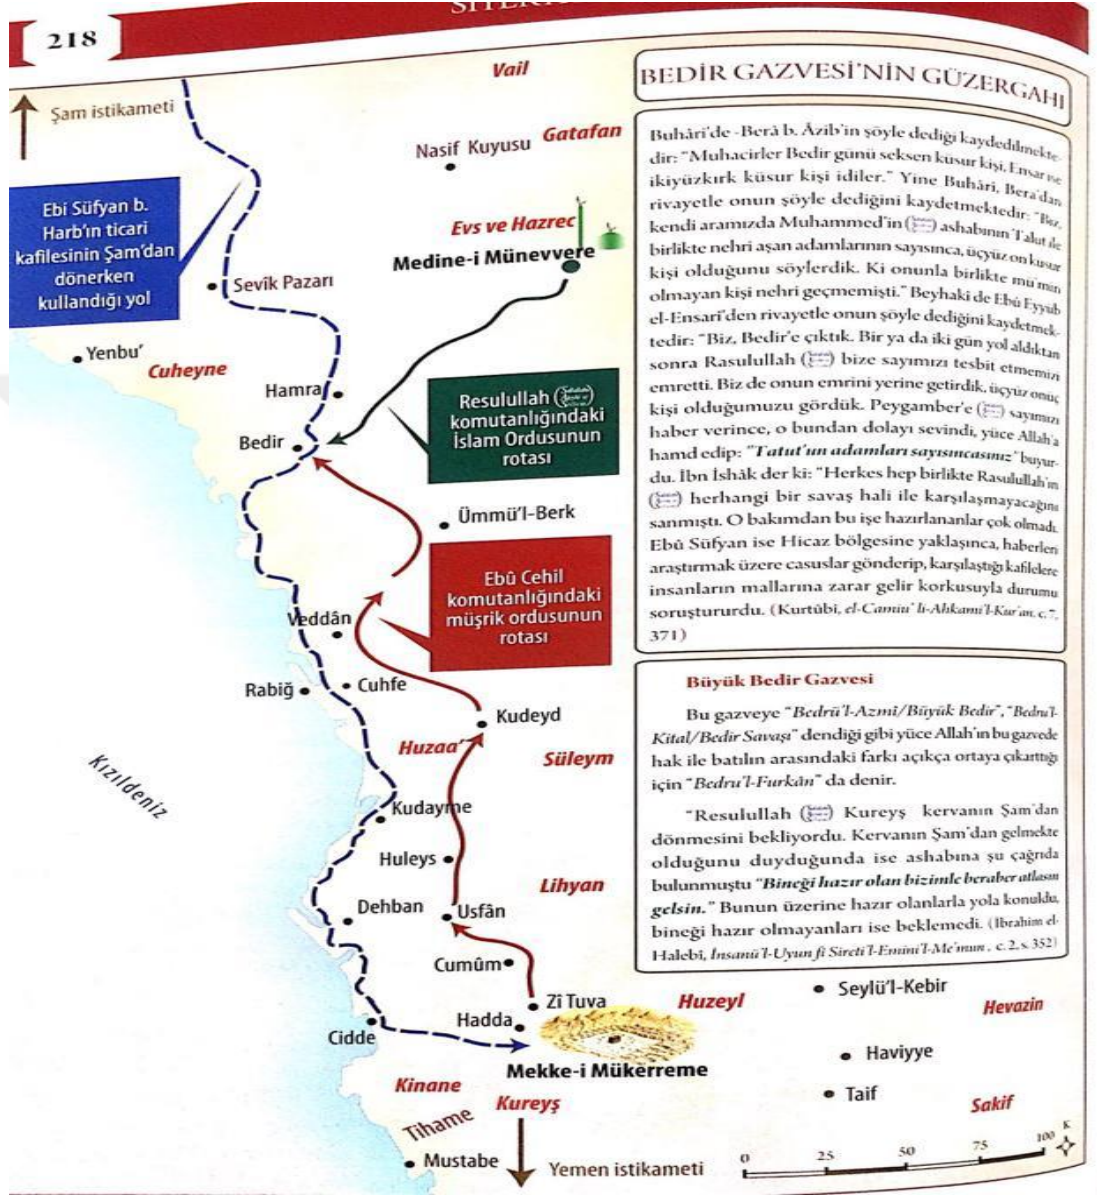 218
BEDİR GAZVESİ'NİN GÜZERGAHI
Buhârî'de -Berâ b. Âzib'in şöyle dediği kaydedilmekte-
dir: "Muhacirler Bedir günü seksen küsur kişi, Ensar ise
ikiyüzkırk küsur kişi idiler." Yine Buhâri, Bera'dan
rivayetle onun şöyle dediğini kaydetmektedir: "Biz,
kendi aramızda Muhammed'in ashabının Talut ile
birlikte nehri aşan adamlarının sayısınca, üçyüz on küsur
kişi olduğunu söylerdik. Ki onunla birlikte mü'min
olmayan kişi nehri geçmemişti." Beyhaki de Ebû Eyyüb
el-Ensarî'den rivayetle onun şöyle dediğini kaydetmek-
tedir: "Biz, Bedir'e çıktık. Bir ya da iki gün yol aldıktan
sonra Rasulullah bize sayımızı tesbit etmemizi
emretti. Biz de onun emrini yerine getirdik, üçyüz onüç
kişi olduğumuzu gördük. Peygamber'e sayımızı
haber verince, o bundan dolayı sevindi, yüce Allah'a
hamd edip: "Tatut'un adamları sayısıncasınız" buyur-
du. İbn İshâk der ki: "Herkes hep birlikte Rasulullah'ın
herhangi bir savaş hali ile karşılaşmayacağını
sanmıştı. O bakımdan bu işe hazırlananlar çok olmadı.
Ebû Süfyan ise Hicaz bölgesine yaklaşınca, haberleri
araştırmak üzere casuslar gönderip, karşılaştığı kafilelere
insanların mallarına zarar gelir korkusuyla durumu
soruştururdu. (Kurtûbî, el-Camiu' li-Ahkami'l-Kur'an, c.7,
371)
Büyük Bedir Gazvesi
Bu gazveye "Bedrü'l-Azmi/Büyük Bedir", "Bedru'l-
Kital/Bedir Savaşı" dendiği gibi yüce Allah'ın bu gazvede
hak ile batılın arasındaki farkı açıkça ortaya çıkarttığı
için "Bedru'l-Furkân" da denir.
"Resulullah Kureyş kervanın Şam'dan
dönmesini bekliyordu. Kervanın Şam'dan gelmekte
olduğunu duyduğunda ise ashabına şu çağrıda
bulunmuştu "Bineği hazır olan bizimle beraber atlasın
gelsin." Bunun üzerine hazır olanlarla yola konuldu,
bineği hazır olmayanları ise beklemedi. (İbrahim el-
Halebî, İnsanü'l-Uyun fi Sireti'l-Emini'l-Me'mun, c.2, s.352)
Şam istikameti
Vail
Nasif Kuyusu
Gatafan
Ebi Süfyan b.
Harb'ın ticari
kafilesinin Şam'dan
dönerken
kullandığı yol
Evs ve Hazrec
Medine-i Münevvere
Sevîk Pazarı
Yenbu'
Cuheyne
Hamra
Resulullah
komutanlığındaki
İslam Ordusunun
rotası
Bedir
Ümmü'l-Berk
Ebû Cehil
komutanlığındaki
müşrik ordusunun
rotası
Veddân
Rabiğ
Cuhfe
Kudeyd
Huzaa'
Süleym
Kızıldeniz
Kudayme
Huleys
Lihyan
Dehban
Usfân
Cumûm
Zî Tuva
Huzeyl
Seylü'l-Kebir
Hevazin
Hadda
Cidde
Mekke-i Mükerreme
Haviyye
Kinane
Kureyş
Taif
Sakif
Tihame
Mustabe
Yemen istikameti
0 25 50 75 100
K